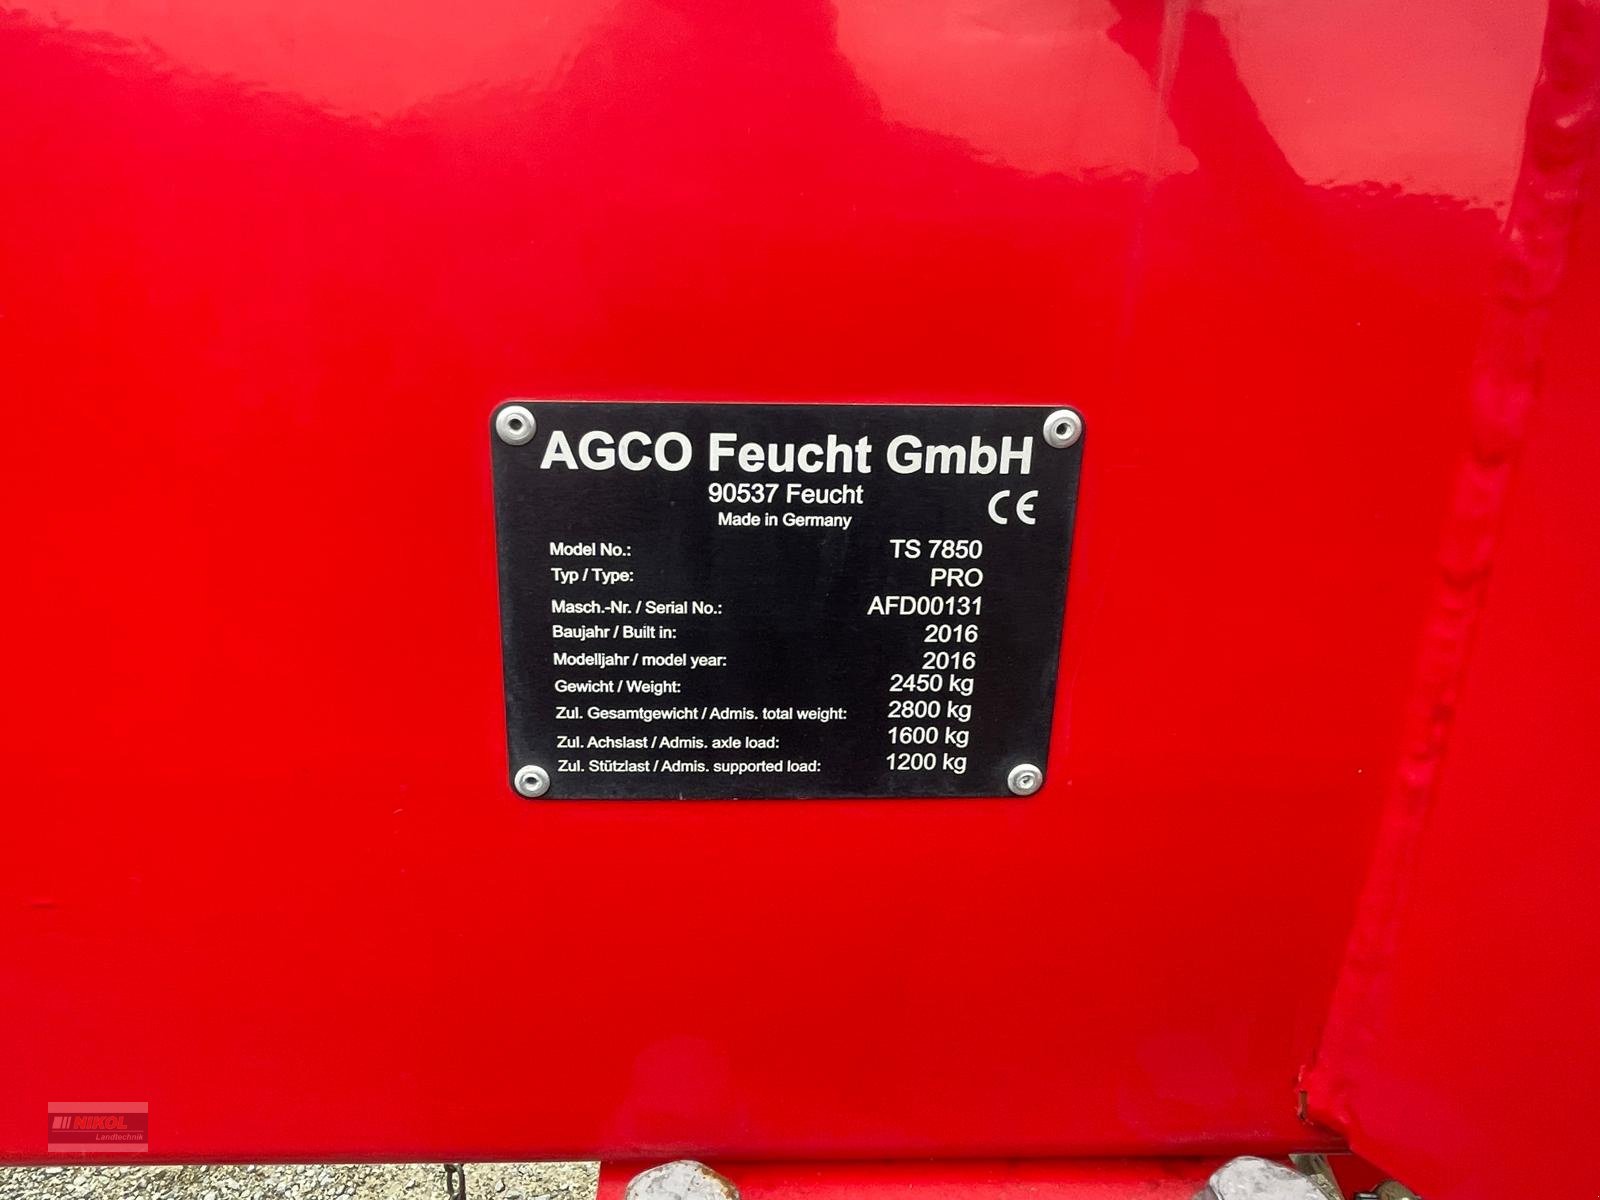 AGCO Feucht GmbH
90537 Feucht
Made in Germany
CE
Model No.: TS 7850
Typ / Type: PRO
Masch.-Nr. / Serial No.: AFD00131
Baujahr / Built in: 2016
Modelljahr / model year: 2016
Gewicht / Weight: 2450 kg
Zul. Gesamtgewicht / Admis. total weight: 2800 kg
Zul. Achslast / Admis. axle load: 1600 kg
Zul. Stützlast / Admis. supported load: 1200 kg
NIKOL
Landtechnik